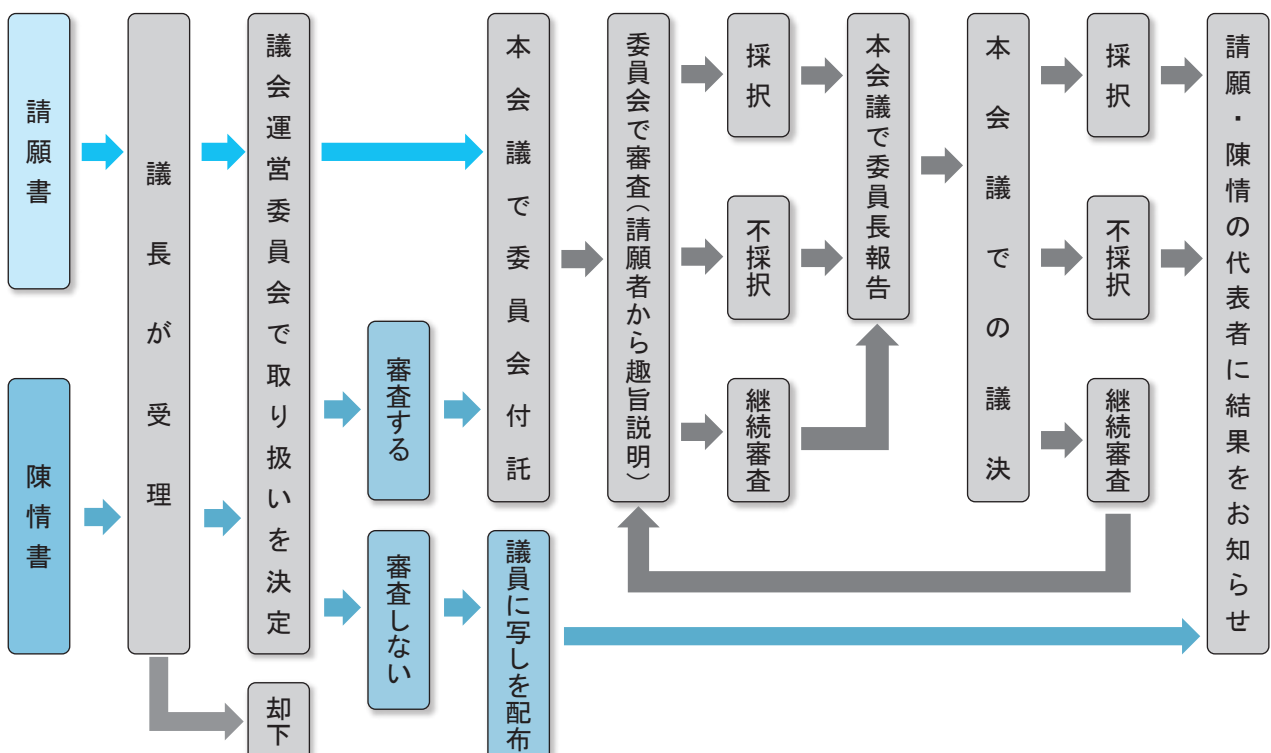 請願書
陳情書
議長が受理
却下
議会運営委員会で取り扱いを決定
審査する
審査しない
本会議で委員会付託
議員に写しを配布
委員会で審査（請願者から趣旨説明）
採択
不採択
継続審査
本会議で委員長報告
本会議での議決
採択
不採択
継続審査
請願・陳情の代表者に結果をお知らせ